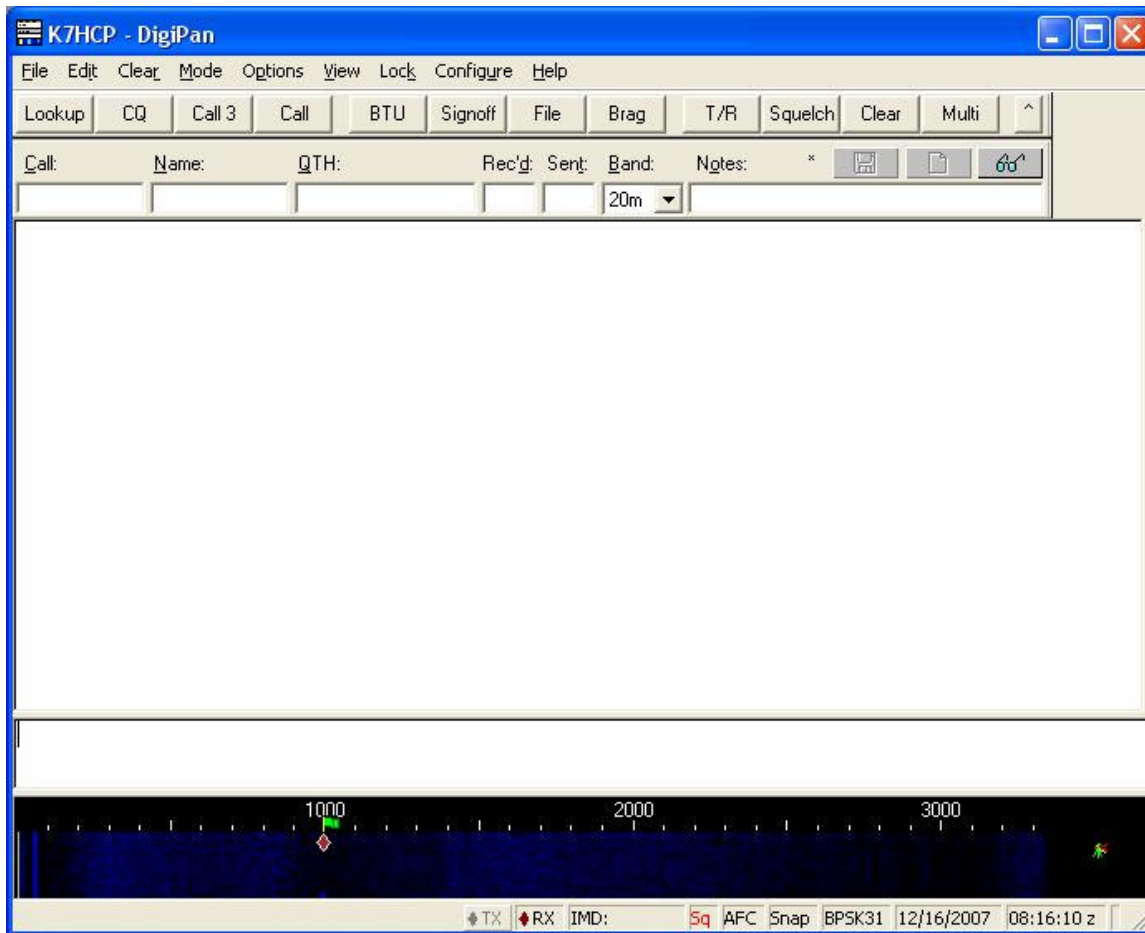 K7HCP - DigiPan
File Edit Clear Mode Options View Lock Configure Help
Lookup CQ Call 3 Call BTU Signoff File Brag T/R Squelch Clear Multi ^
Call: Name: QTH: Rec'd: Sent: Band: Notes: *
20m
1000 2000 3000
TX RX IMD: Sq AFC Snap BPSK31 12/16/2007 08:16:10 z